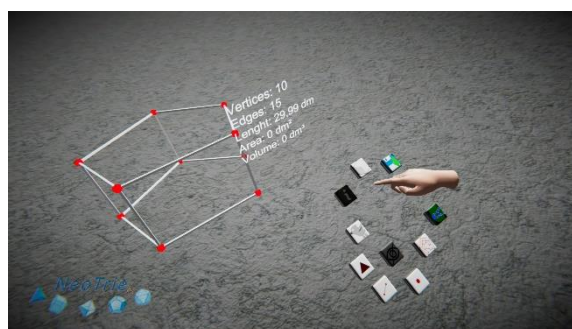 Vertices: 10
Edges: 15
Lenght: 29,99 dm
Area: 0 dm²
Volume: 0 dm³
NeoTrie